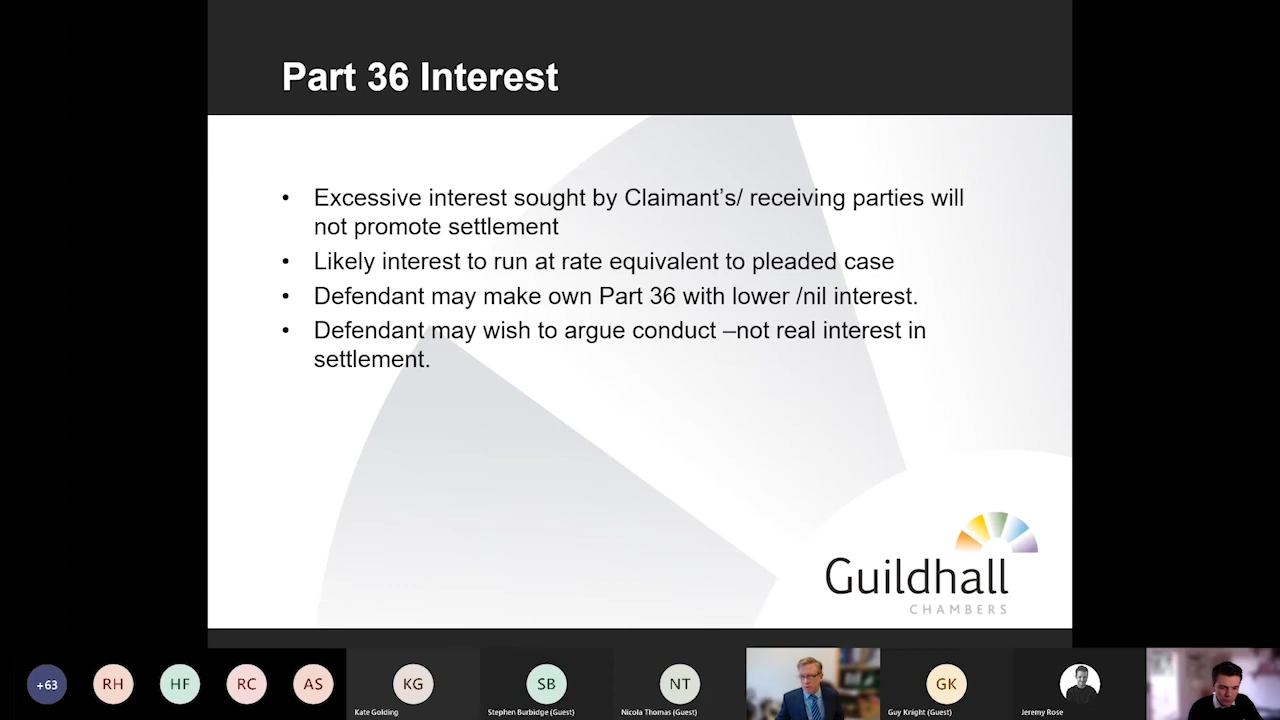 Part 36 Interest
• Excessive interest sought by Claimant's/ receiving parties will
not promote settlement
• Likely interest to run at rate equivalent to pleaded case
• Defendant may make own Part 36 with lower /nil interest.
• Defendant may wish to argue conduct –not real interest in
settlement.
Guildhall
CHAMBERS
+63
RH
HF
RC
AS
KG
SB
NT
GK
Kate Golding
Stephen Burbidge (Guest)
Nicola Thomas (Guest)
Guy Knight (Guest)
Jeremy Rose